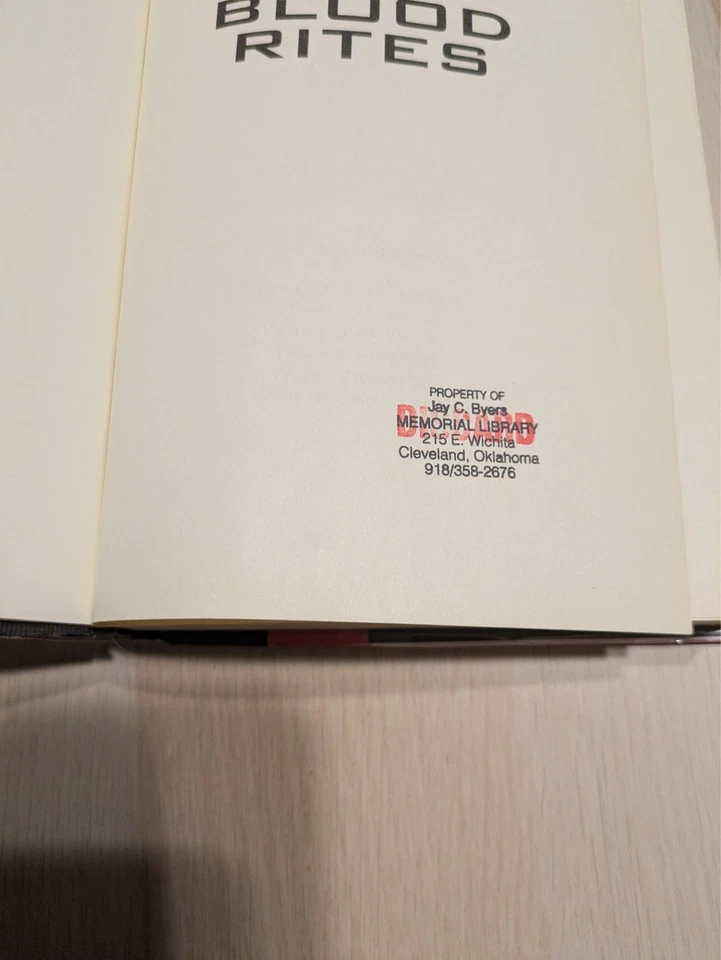 BLOOD
RITES
PROPERTY OF
Jay C. Byers
DISCARD
MEMORIAL LIBRARY
215 E. Wichita
Cleveland, Oklahoma
918/358-2676